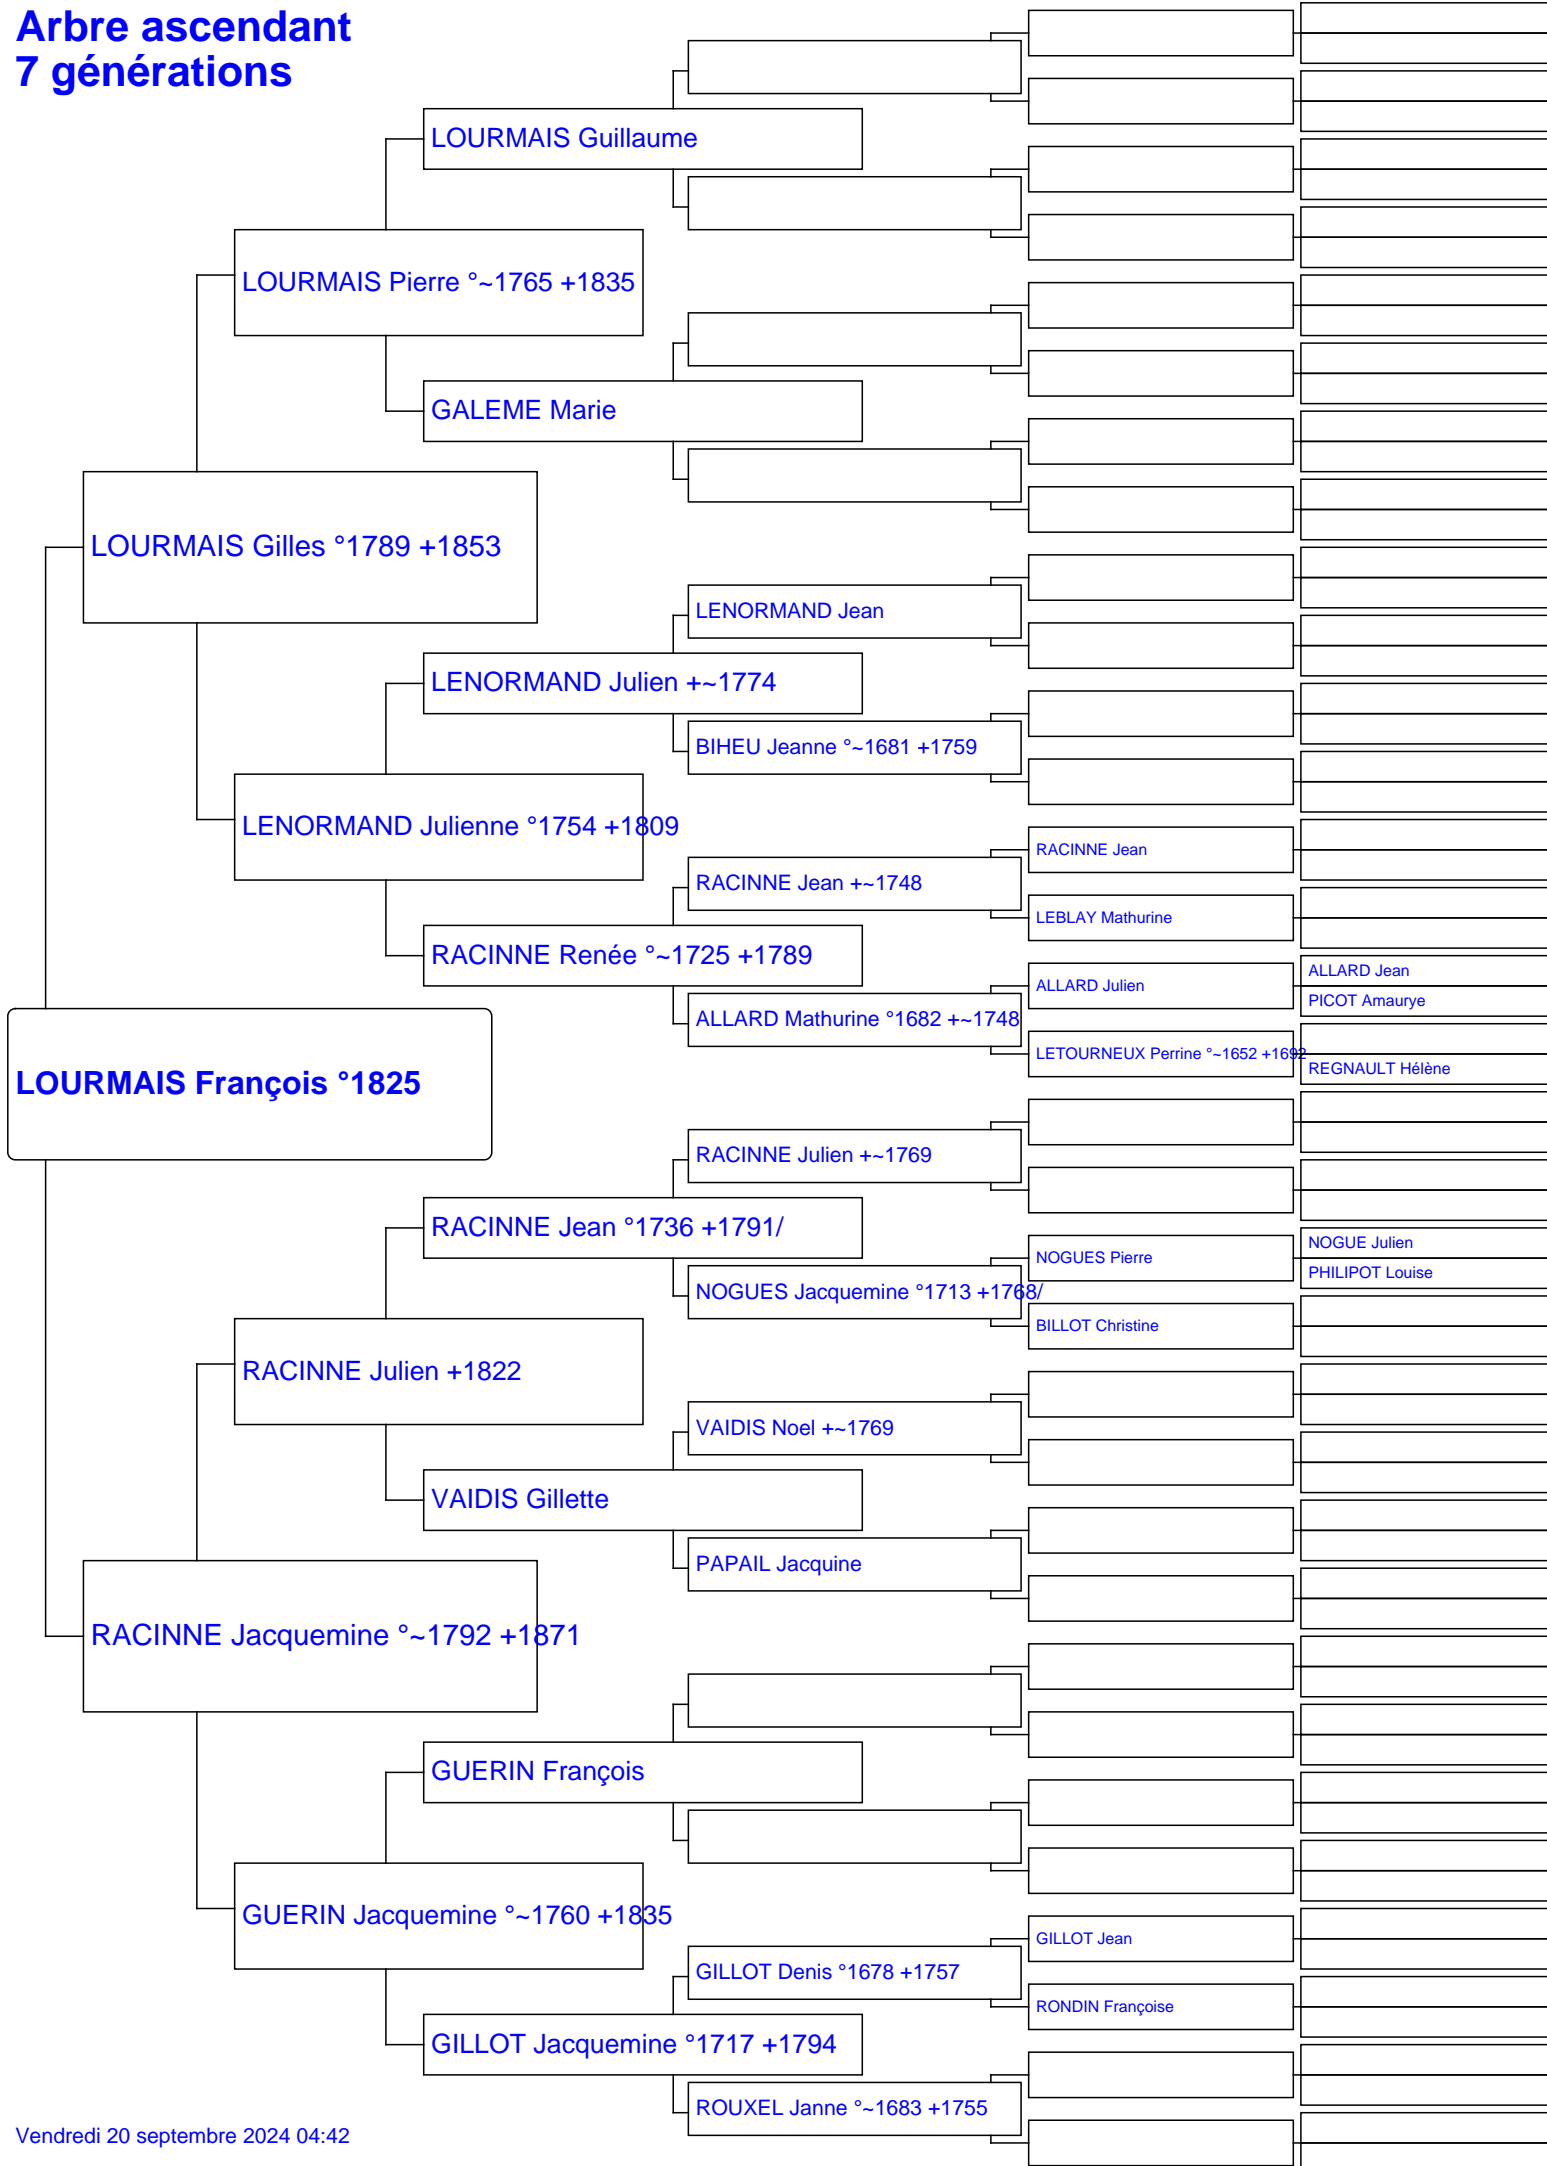 Arbre ascendant
7 générations
LOURMAIS Guillaume
LOURMAIS Pierre °~1765 +1835
GALEME Marie
LOURMAIS Gilles °1789 +1853
LENORMAND Jean
LENORMAND Julien +~1774
BIHEU Jeanne °~1681 +1759
LENORMAND Julienne °1754 +1809
RACINNE Jean
RACINNE Jean +~1748
LEBLAY Mathurine
RACINNE Renée °~1725 +1789
ALLARD Jean
ALLARD Julien
PICOT Amaurye
ALLARD Mathurine °1682 +~1748
LETOURNEUX Perrine °~1652 +1692
REGNAULT Hélène
LOURMAIS François °1825
RACINNE Julien +~1769
RACINNE Jean °1736 +1791/
NOGUE Julien
NOGUES Pierre
PHILIPOT Louise
NOGUES Jacquemine °1713 +1768/
BILLOT Christine
RACINNE Julien +1822
VAIDIS Noel +~1769
VAIDIS Gillette
PAPAIL Jacquine
RACINNE Jacquemine °~1792 +1871
GUERIN François
GUERIN Jacquemine °~1760 +1835
GILLOT Jean
GILLOT Denis °1678 +1757
RONDIN Françoise
GILLOT Jacquemine °1717 +1794
ROUXEL Janne °~1683 +1755
Vendredi 20 septembre 2024 04:42